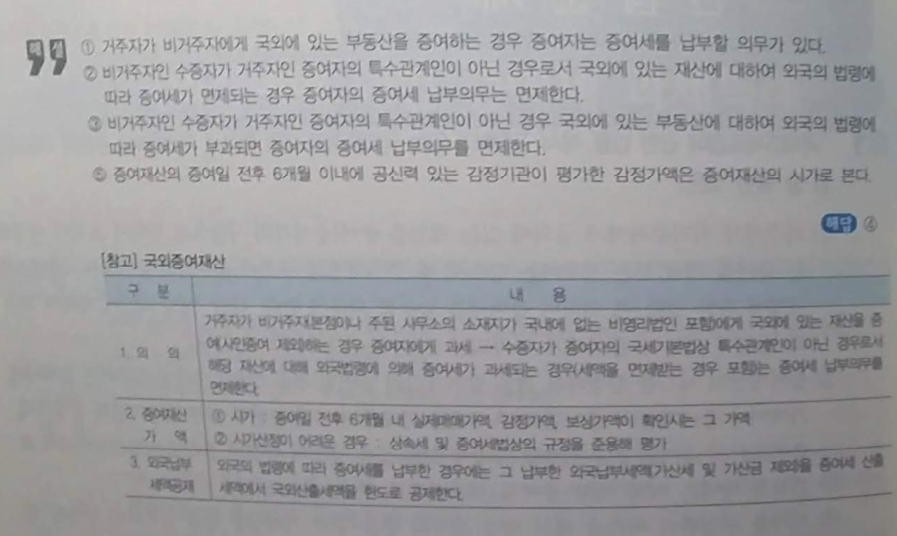 해설
① 거주자가 비거주자에게 국외에 있는 부동산을 증여하는 경우 증여자는 증여세를 납부할 의무가 있다.
② 비거주자인 수증자가 거주자인 증여자의 특수관계인이 아닌 경우로서 국외에 있는 재산에 대하여 외국의 법령에
따라 증여세가 면제되는 경우 증여자의 증여세 납부의무는 면제한다.
③ 비거주자인 수증자가 거주자인 증여자의 특수관계인이 아닌 경우 국외에 있는 부동산에 대하여 외국의 법령에
따라 증여세가 부과되면 증여자의 증여세 납부의무를 면제한다.
⑤ 증여재산의 증여일 전후 6개월 이내에 공신력 있는 감정기관이 평가한 감정가액은 증여재산의 시가로 본다.
해답 ④
[참고] 국외증여재산
구 분 내 용
1. 의 의
거주자가 비거주자(본점이나 주된 사무소의 소재지가 국내에 없는 비영리법인 포함)에게 국외에 있는 재산을 증
여(사인증여 제외)하는 경우 증여자에게 과세 → 수증자가 증여자의 국세기본법상 특수관계인이 아닌 경우로서
해당 재산에 대해 외국법령에 의해 증여세가 과세되는 경우(세액을 면제받는 경우 포함)는 증여세 납부의무를
면제한다.
2. 증여재산
가 액
① 시가 : 증여일 전후 6개월 내 실제매매가액, 감정가액, 보상가액이 확인시는 그 가액
② 시가산정이 어려운 경우 : 상속세 및 증여세법상의 규정을 준용해 평가
3. 외국납부
세액공제
외국의 법령에 따라 증여세를 납부한 경우에는 그 납부한 외국납부세액(가산세 및 가산금 제외)을 증여세 산출
세액에서 국외산출세액을 한도로 공제한다.